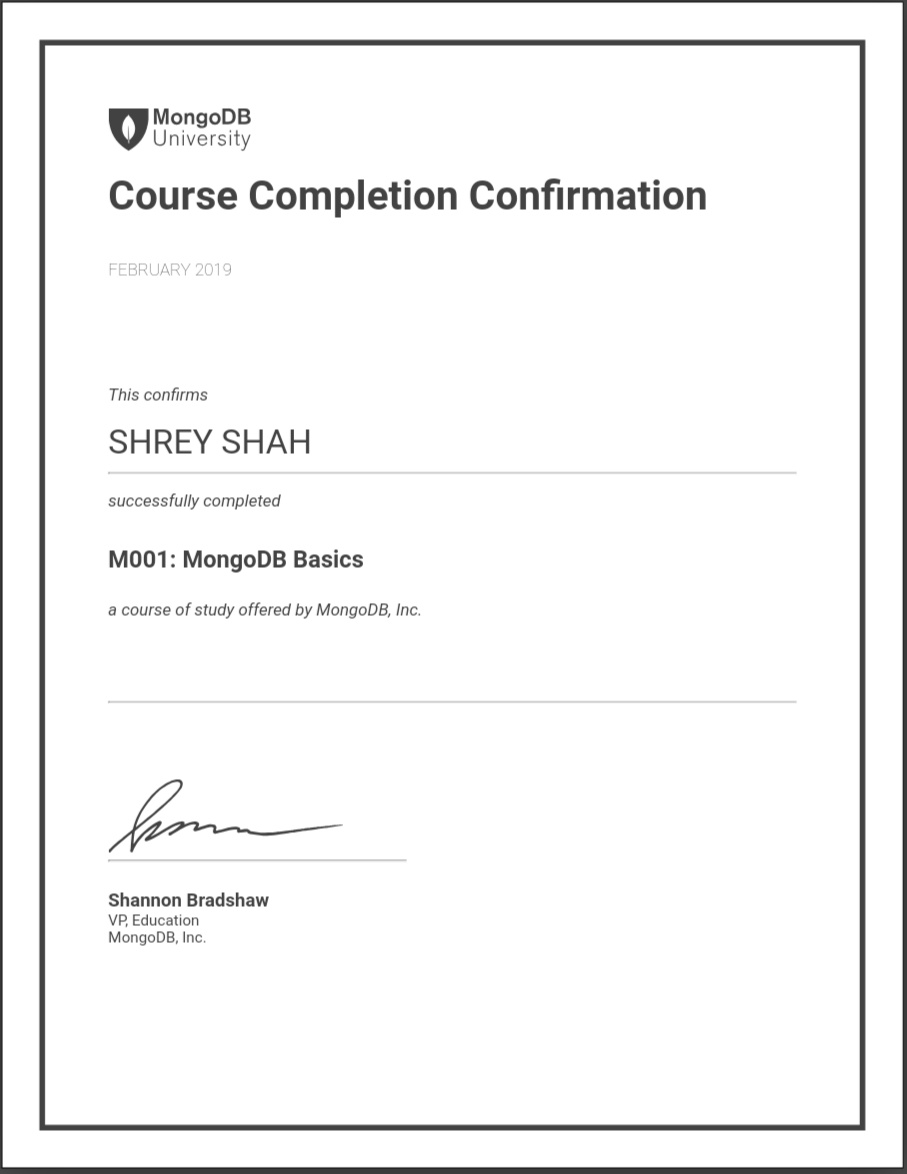 MongoDB
University
Course Completion Confirmation
FEBRUARY 2019
This confirms
SHREY SHAH
successfully completed
M001: MongoDB Basics
a course of study offered by MongoDB, Inc.
Shannon Bradshaw
VP, Education
MongoDB, Inc.